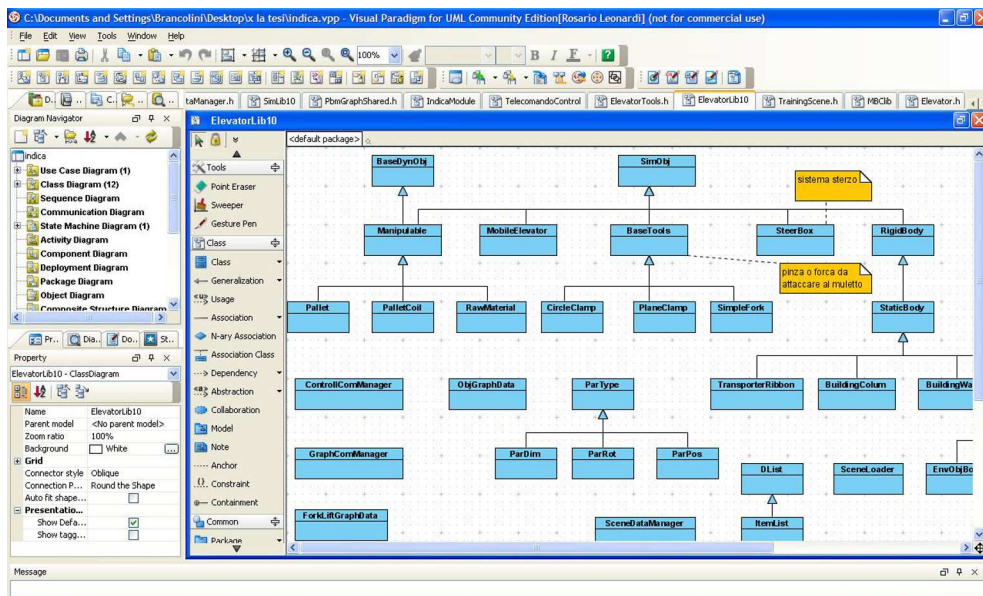 C:\Documents and Settings\Brancolini\Desktop\x la tesi\indica.vpp - Visual Paradigm for UML Community Edition[Rosario Leonardi] (not for commercial use)
File Edit View Tools Window Help
100%
B I F
D.. .. C.. .. ..
taManager.h SimLib10 PbmGraphShared.h IndicaModule TelecomandoControl ElevatorTools.h ElevatorLib10 TrainingScene.h MBClib Elevator.h
Diagram Navigator
indica
Use Case Diagram (1)
Class Diagram (12)
Sequence Diagram
Communication Diagram
State Machine Diagram (1)
Activity Diagram
Component Diagram
Deployment Diagram
Package Diagram
Object Diagram
Composite Structure Diagram
Pr.. Dia.. Do.. St..
Property
ElevatorLib10 - ClassDiagram
Name ElevatorLib10
Parent model <No parent model>
Zoom ratio 100%
Background White ...
Grid
Connector style Oblique
Connection P... Round the Shape
Auto fit shape...
Presentatio...
Show Defa...
Show tagg...
ElevatorLib10
<default package>
Tools
Point Eraser
Sweeper
Gesture Pen
Class
Class
Generalization
Usage
Association
N-ary Association
Association Class
Dependency
Abstraction
Collaboration
Model
Note
Anchor
Constraint
Containment
Common
Package
BaseDynObj
SimObj
sistema sterzo
Manipulable
MobileElevator
BaseTools
SteerBox
RigidBody
pinza o forca da
attaccare al muletto
Pallet
PalletCoil
RawMaterial
CircleClamp
PlaneClamp
SimpleFork
StaticBody
ControllComManager
ObjGraphData
ParType
TransporterRibbon
BuildingColum
BuildingWa
GraphComManager
ParDim
ParRot
ParPos
DList
SceneLoader
EnvObjBo
ForkLiftGraphData
SceneDataManager
ItemList
Message